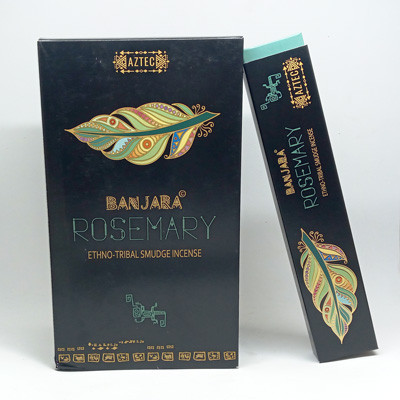 AZTEC
BANJARA©
ROSEMARY
ETHNO-TRIBAL SMUDGE INCENSE
AZTEC
BANJARA©
ROSEMARY
ETHNO-TRIBAL SMUDGE INCENSE